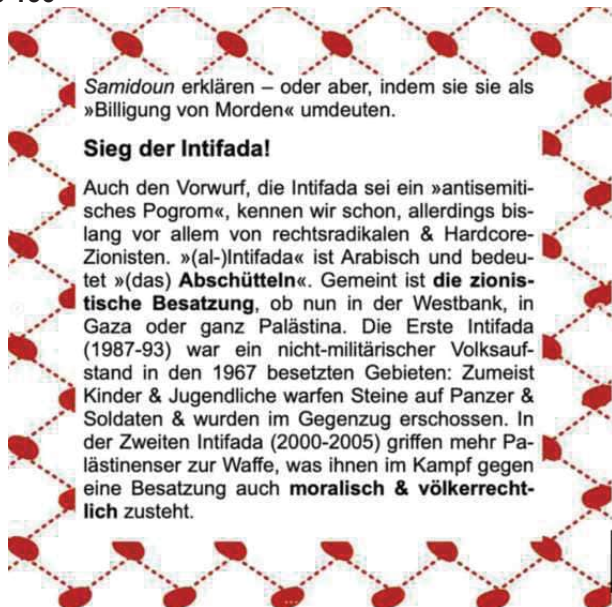 Samidoun erklären – oder aber, indem sie sie als
»Billigung von Morden« umdeuten.
Sieg der Intifada!
Auch den Vorwurf, die Intifada sei ein »antisemiti-
sches Pogrom«, kennen wir schon, allerdings bis-
lang vor allem von rechtsradikalen & Hardcore-
Zionisten. »(al-)Intifada« ist Arabisch und bedeu-
tet »(das) Abschütteln«. Gemeint ist die zionis-
tische Besatzung, ob nun in der Westbank, in
Gaza oder ganz Palästina. Die Erste Intifada
(1987-93) war ein nicht-militärischer Volksauf-
stand in den 1967 besetzten Gebieten: Zumeist
Kinder & Jugendliche warfen Steine auf Panzer &
Soldaten & wurden im Gegenzug erschossen. In
der Zweiten Intifada (2000-2005) griffen mehr Pa-
lästinenser zur Waffe, was ihnen im Kampf gegen
eine Besatzung auch moralisch & völkerrecht-
lich zusteht.